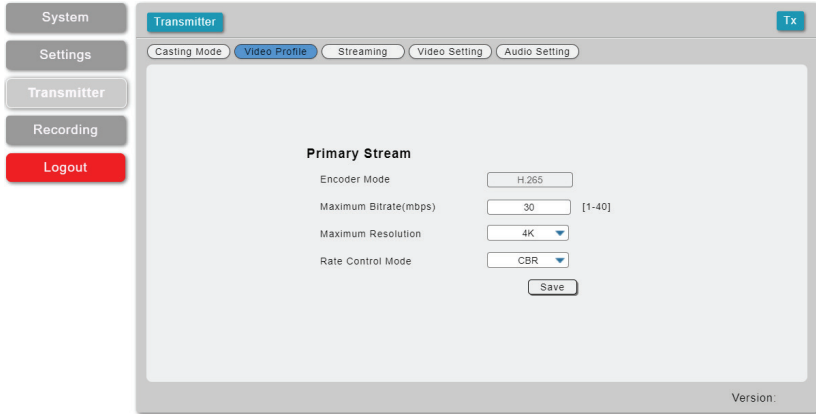 System
Settings
Transmitter
Recording
Logout
Transmitter Tx
Casting Mode Video Profile Streaming Video Setting Audio Setting
Primary Stream
Encoder Mode H.265
Maximum Bitrate(mbps) 30 [1-40]
Maximum Resolution 4K
Rate Control Mode CBR
Save
Version: